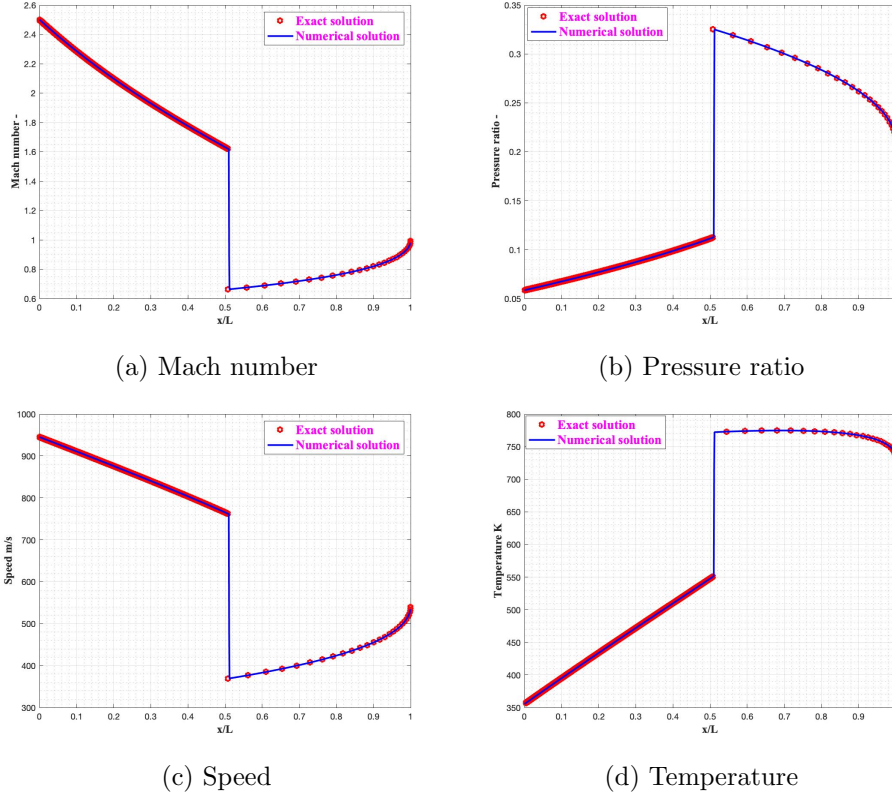 2.6
2.4
2.2
2
1.8
1.6
1.4
1.2
1
0.8
0.6
Mach number -
Exact solution
Numerical solution
0 0.1 0.2 0.3 0.4 0.5 0.6 0.7 0.8 0.9 1
x/L
(a) Mach number
0.35
0.3
0.25
0.2
0.15
0.1
0.05
Pressure ratio -
Exact solution
Numerical solution
0 0.1 0.2 0.3 0.4 0.5 0.6 0.7 0.8 0.9
x/L
(b) Pressure ratio
1000
900
800
700
600
500
400
300
Speed m/s
Exact solution
Numerical solution
0 0.1 0.2 0.3 0.4 0.5 0.6 0.7 0.8 0.9 1
x/L
(c) Speed
800
750
700
650
600
550
500
450
400
350
Temperature K
Exact solution
Numerical solution
0 0.1 0.2 0.3 0.4 0.5 0.6 0.7 0.8 0.9
x/L
(d) Temperature